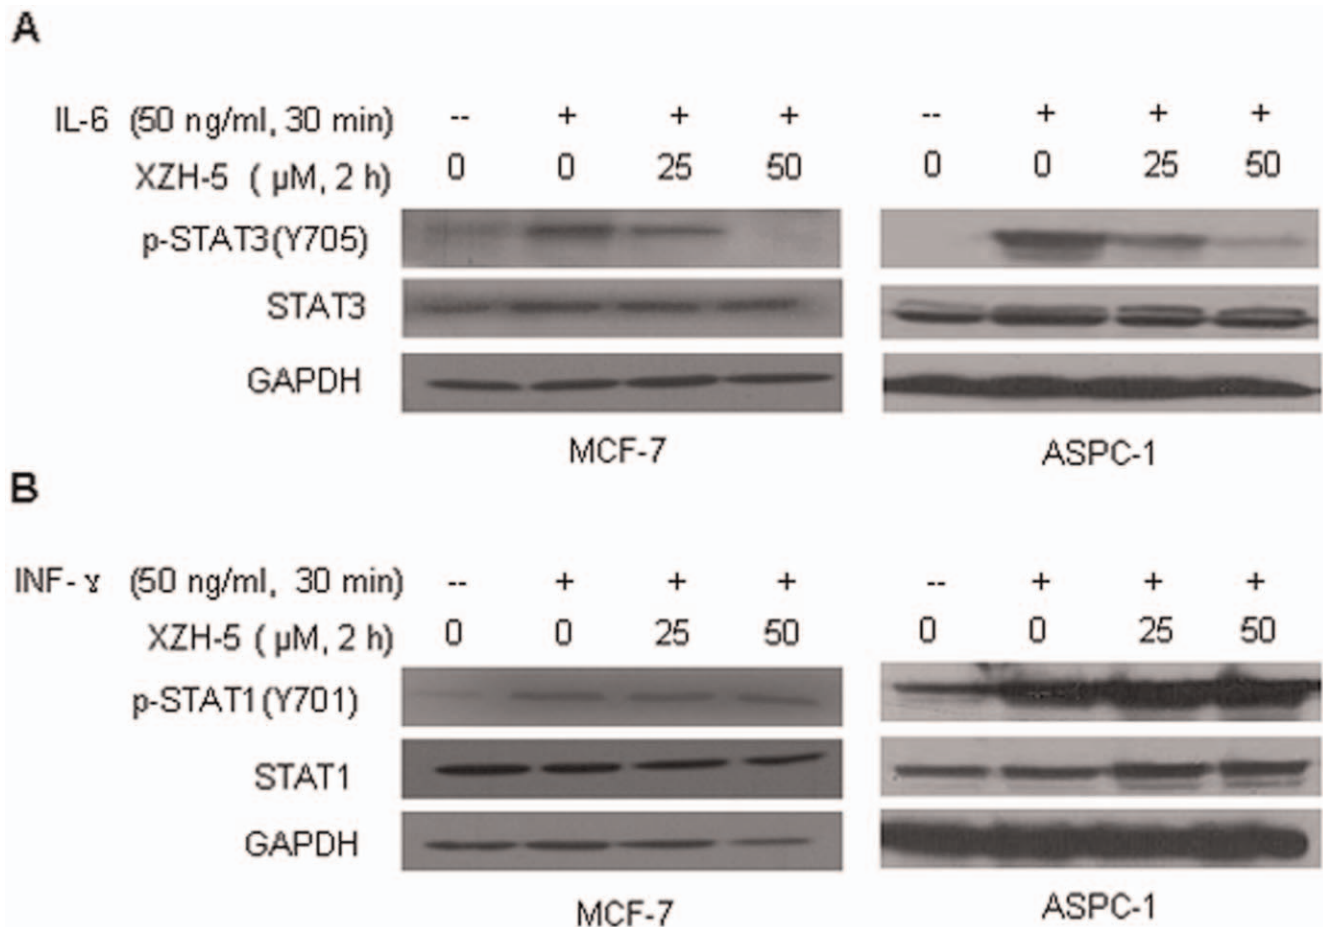 A
IL-6 (50 ng/ml, 30 min) -- + + + -- + + +
XZH-5 ( µM, 2 h) 0 0 25 50 0 0 25 50
p-STAT3(Y705)
STAT3
GAPDH
MCF-7 ASPC-1
B
INF-ɣ (50 ng/ml, 30 min) -- + + + -- + + +
XZH-5 ( µM, 2 h) 0 0 25 50 0 0 25 50
p-STAT1(Y701)
STAT1
GAPDH
MCF-7 ASPC-1